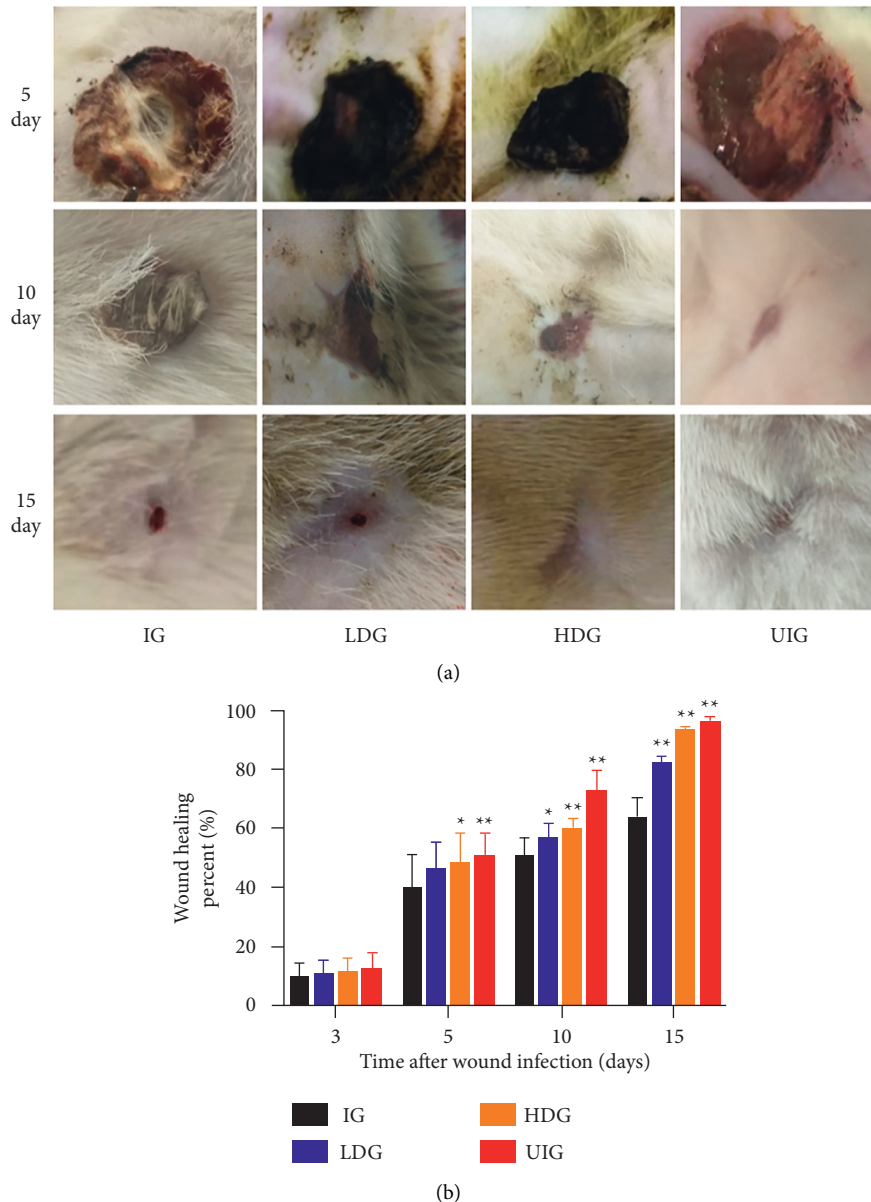 5
day
10
day
15
day
IG LDG HDG UIG
(a)
100
80
60
40
20
0
Wound healing
percent (%)
* **
* ** **
** ** **
3 5 10 15
Time after wound infection (days)
IG HDG
LDG UIG
(b)